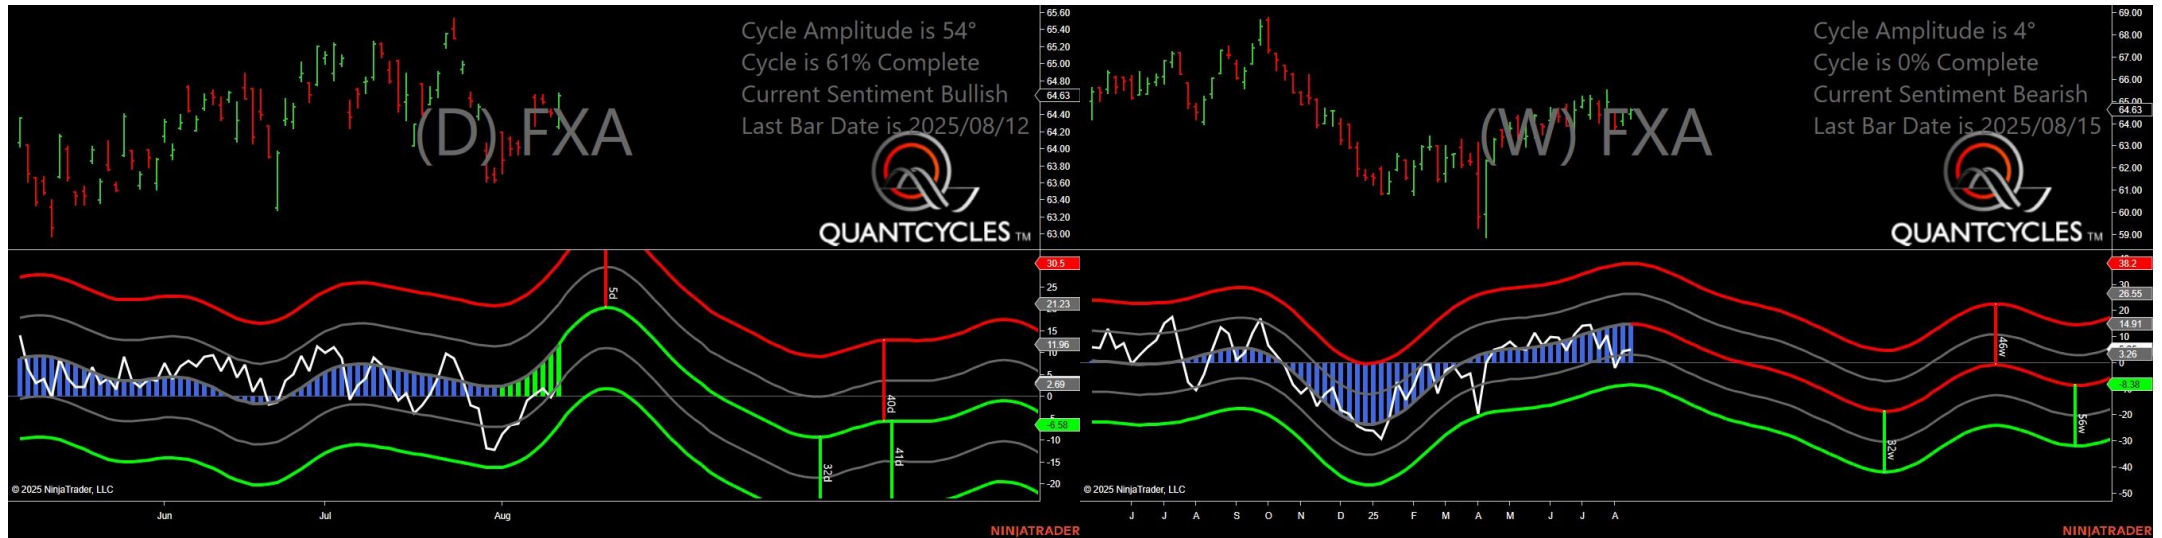 Cycle Amplitude is 54°
Cycle is 61% Complete
Current Sentiment Bullish
Last Bar Date is 2025/08/12
(D) FXA
QUANTCYCLES TM
65.60
65.40
65.20
65.00
64.80
64.63
64.40
64.20
64.00
63.80
63.60
63.40
63.20
63.00
30.5
25
21.23
15
11.96
10
2.69
0
-6.58
-10
-15
-20
5d
32d
40d
41d
© 2025 NinjaTrader, LLC
Jun Jul Aug
NINJATRADER
Cycle Amplitude is 4°
Cycle is 0% Complete
Current Sentiment Bearish
Last Bar Date is 2025/08/15
(W) FXA
QUANTCYCLES TM
69.00
68.00
67.00
66.00
65.00
64.63
64.00
63.00
62.00
61.00
60.00
59.00
38.2
30
26.55
20
14.91
10
3.26
0
-8.38
-20
-30
-40
-50
32w
46w
56w
© 2025 NinjaTrader, LLC
J J A S O N D 25 F M A M J J A
NINJATRADER